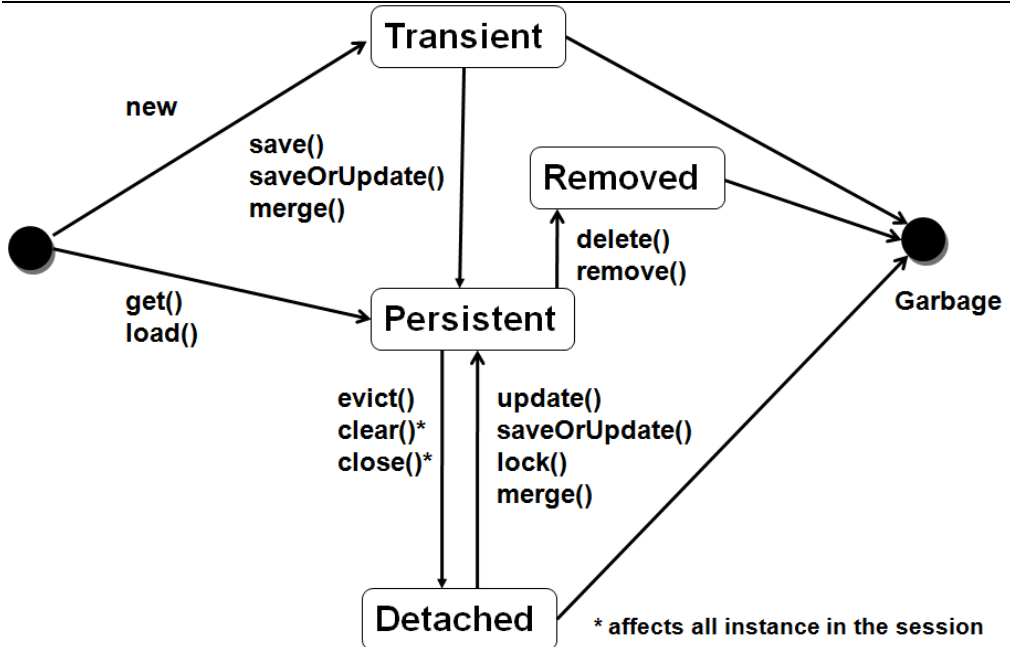 Transient
new
save()
saveOrUpdate()
merge()
Removed
delete()
remove()
get()
load()
Persistent
Garbage
evict()
clear()*
close()*
update()
saveOrUpdate()
lock()
merge()
Detached
* affects all instance in the session